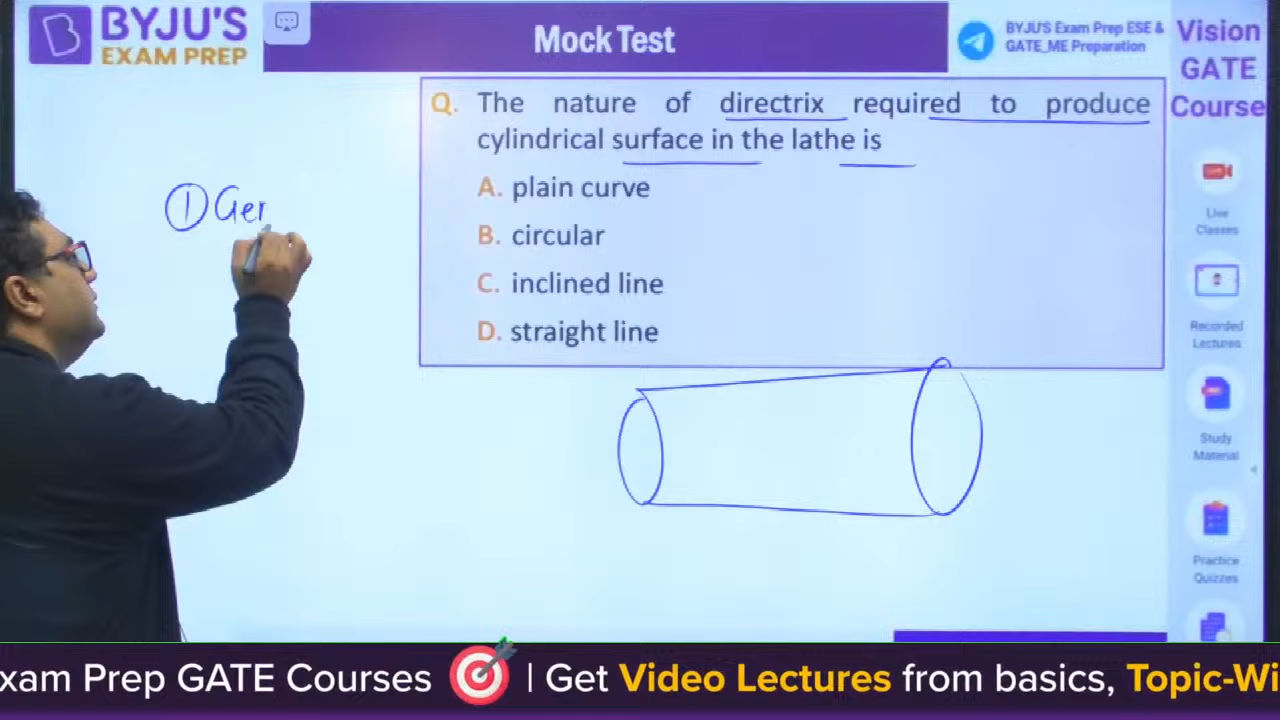 BYJU'S
EXAM PREP
Mock Test
BYJU'S Exam Prep ESE &
GATE_ME Preparation
Vision
GATE
Course
Q. The nature of directrix required to produce
cylindrical surface in the lathe is
A. plain curve
B. circular
C. inclined line
D. straight line
① Ger
Live
Classes
Recorded
Lectures
Study
Material
Practice
Quizzes
xam Prep GATE Courses | Get Video Lectures from basics, Topic-Wi